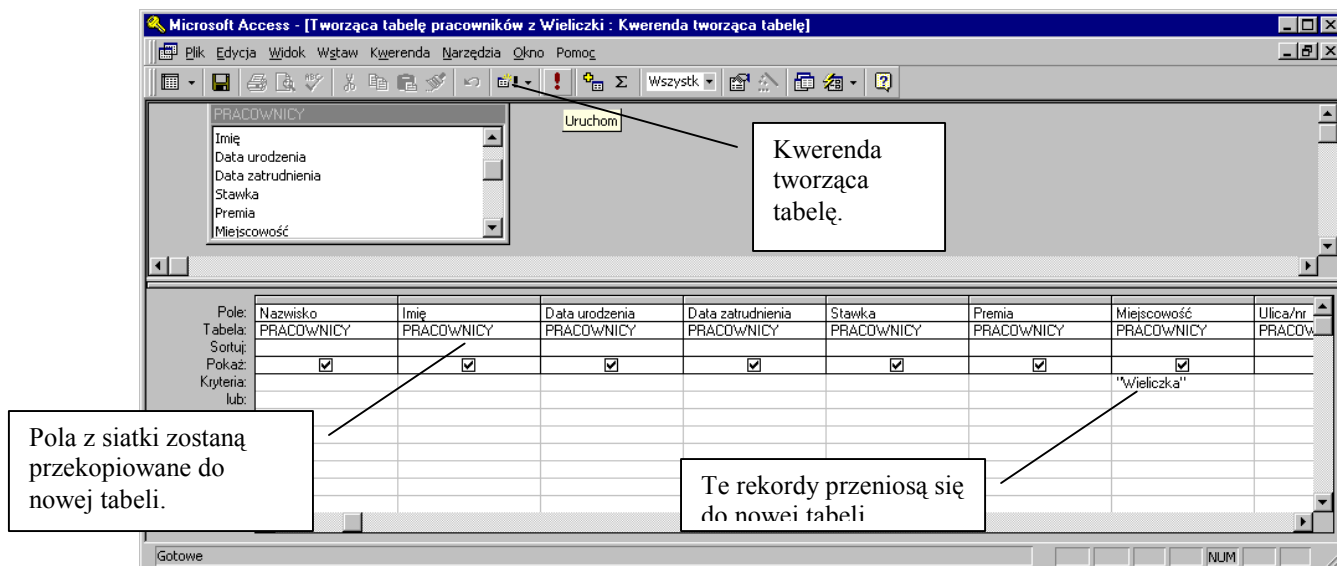 Microsoft Access - [Tworząca tabelę pracowników z Wieliczki : Kwerenda tworząca tabelę]
Plik Edycja Widok Wstaw Kwerenda Narzędzia Okno Pomoc
Wszystk
PRACOWNICY
Imię
Data urodzenia
Data zatrudnienia
Stawka
Premia
Miejscowość
Uruchom
Kwerenda
tworząca
tabelę.
Pole: Nazwisko Imię Data urodzenia Data zatrudnienia Stawka Premia Miejscowość Ulica/nr
Tabela: PRACOWNICY PRACOWNICY PRACOWNICY PRACOWNICY PRACOWNICY PRACOWNICY PRACOWNICY PRACOW
Sortuj:
Pokaż:
Kryteria: "Wieliczka"
lub:
Pola z siatki zostaną
przekopiowane do
nowej tabeli.
Te rekordy przeniosą się
do nowej tabeli
Gotowe NUM